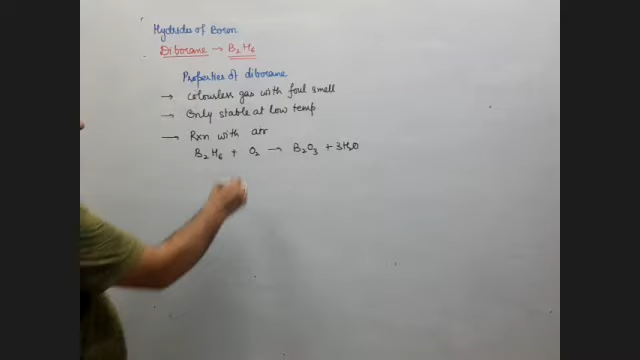 Hydrides of Boron
Diborane → B₂H₆
Properties of diborane
→ Colourless gas with foul smell
→ Only stable at low temp
→ Rxn with air
B₂H₆ + O₂ → B₂O₃ + 3H₂O